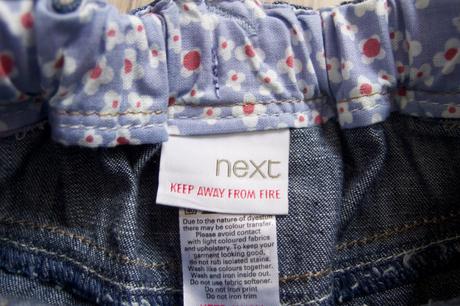 next
KEEP AWAY FROM FIRE
Due to the nature of dyestuff
there may be colour transfer
Please avoid contact
with light coloured fabrics
and upholstery. To keep your
garment looking good,
do not rub isolated stains.
Wash like colours together,
wash and iron inside out.
Do not use fabric softener.
Do not iron print
Do not iron trim